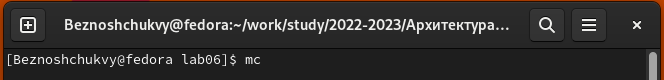 Beznoshchukvy@fedora:~/work/study/2022-2023/Архитектура...
[Beznoshchukvy@fedora lab06]$ mc